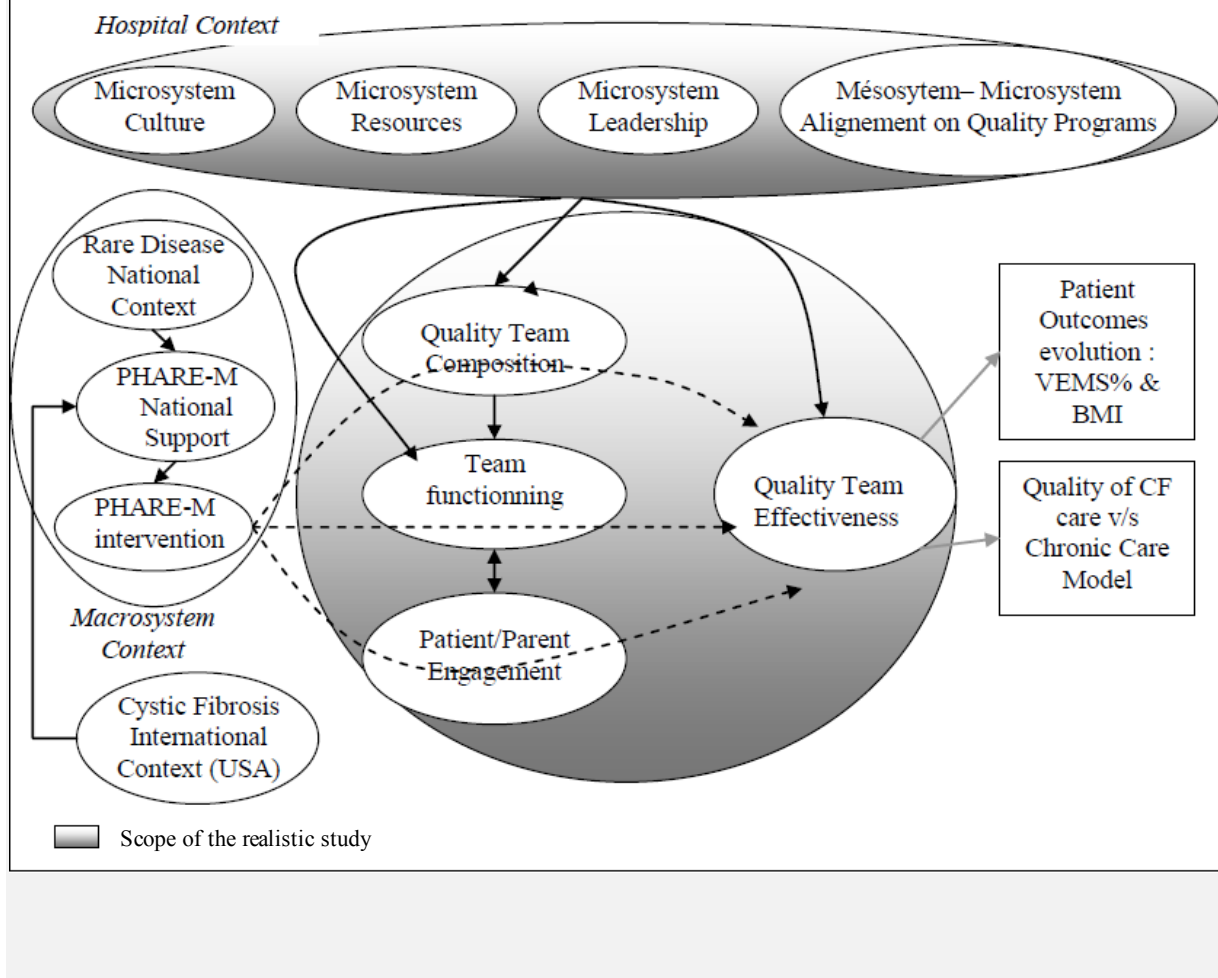 Hospital Context
Microsystem
Culture
Microsystem
Resources
Microsystem
Leadership
Mésosytem– Microsystem
Alignement on Quality Programs
Rare Disease
National
Context
PHARE-M
National
Support
PHARE-M
intervention
Macrosystem
Context
Cystic Fibrosis
International
Context (USA)
Quality Team
Composition
Team
functionning
Patient/Parent
Engagement
Quality Team
Effectiveness
Patient
Outcomes
evolution :
VEMS% &
BMI
Quality of CF
care v/s
Chronic Care
Model
Scope of the realistic study